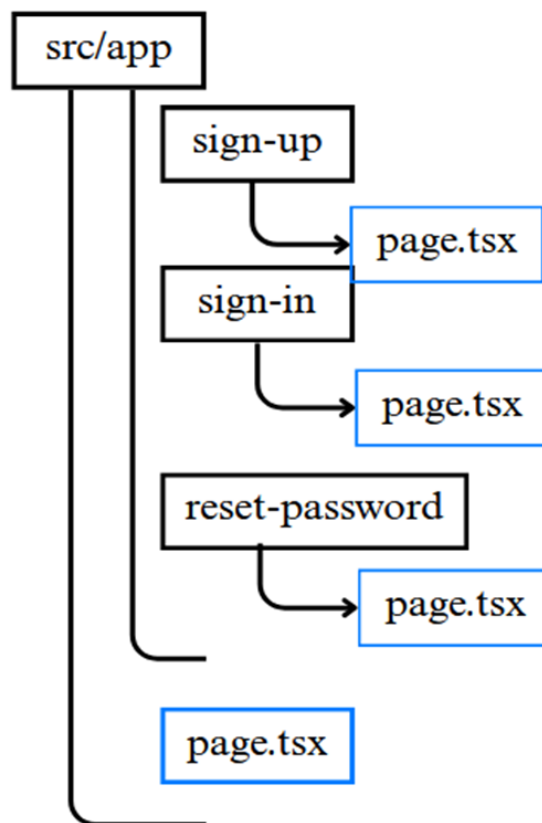 src/app
sign-up
page.tsx
sign-in
page.tsx
reset-password
page.tsx
page.tsx